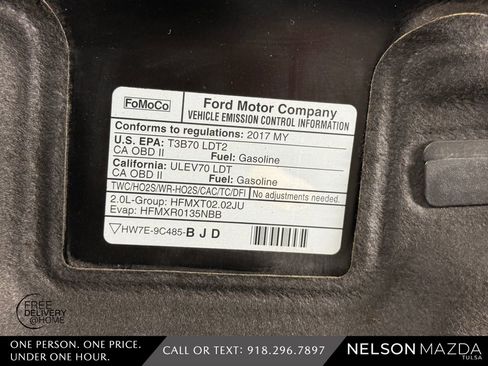 FoMoCo
Ford Motor Company
VEHICLE EMISSION CONTROL INFORMATION
Conforms to regulations: 2017 MY
U.S. EPA: T3B70 LDT2
CA OBD II Fuel: Gasoline
California: ULEV70 LDT
CA OBD II Fuel: Gasoline
TWC/HO2S/WR-HO2S/CAC/TC/DFI No adjustments needed.
2.0L-Group: HFMXT02.02JU
Evap: HFMXR0135NBB
HW7E-9C485-B J D
FREE
DELIVERY
@HOME
ONE PERSON. ONE PRICE.
UNDER ONE HOUR.
CALL OR TEXT: 918.296.7897
NELSON MAZDA
TULSA